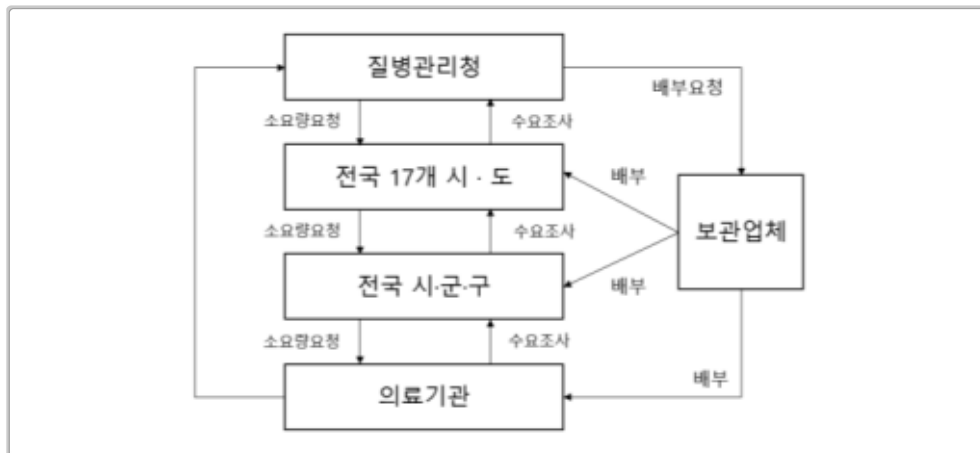 질병관리청
배부요청
소요량요청
수요조사
전국 17개 시 · 도
배부
보관업체
소요량요청
수요조사
전국 시·군·구
배부
소요량요청
수요조사
의료기관
배부